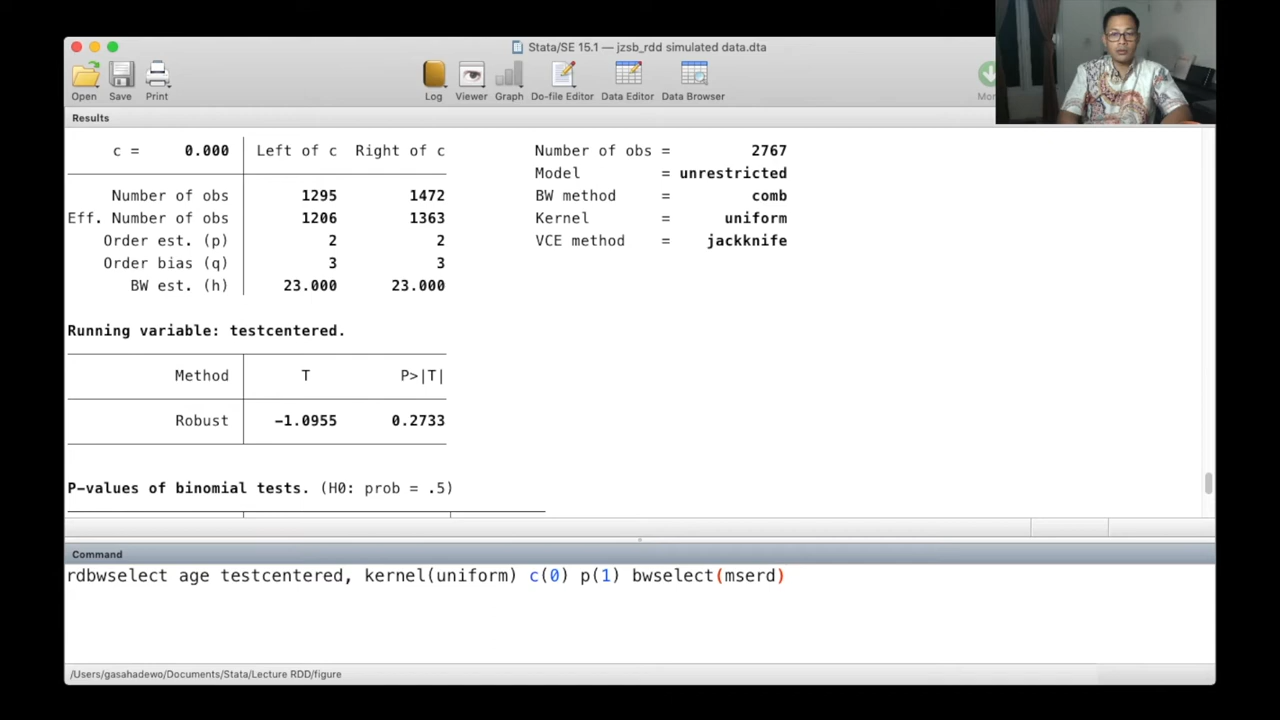 Stata/SE 15.1 — jzsb_rdd simulated data.dta
Open Save Print Log Viewer Graph Do-file Editor Data Editor Data Browser Mor
Results
c = 0.000 Left of c Right of c Number of obs = 2767
Model = unrestricted
Number of obs 1295 1472 BW method = comb
Eff. Number of obs 1206 1363 Kernel = uniform
Order est. (p) 2 2 VCE method = jackknife
Order bias (q) 3 3
BW est. (h) 23.000 23.000
Running variable: testcentered.
Method T P>|T|
Robust -1.0955 0.2733
P-values of binomial tests. (H0: prob = .5)
Command
rdbwselect age testcentered, kernel(uniform) c(0) p(1) bwselect(mserd)
/Users/gasahadewo/Documents/Stata/Lecture RDD/figure